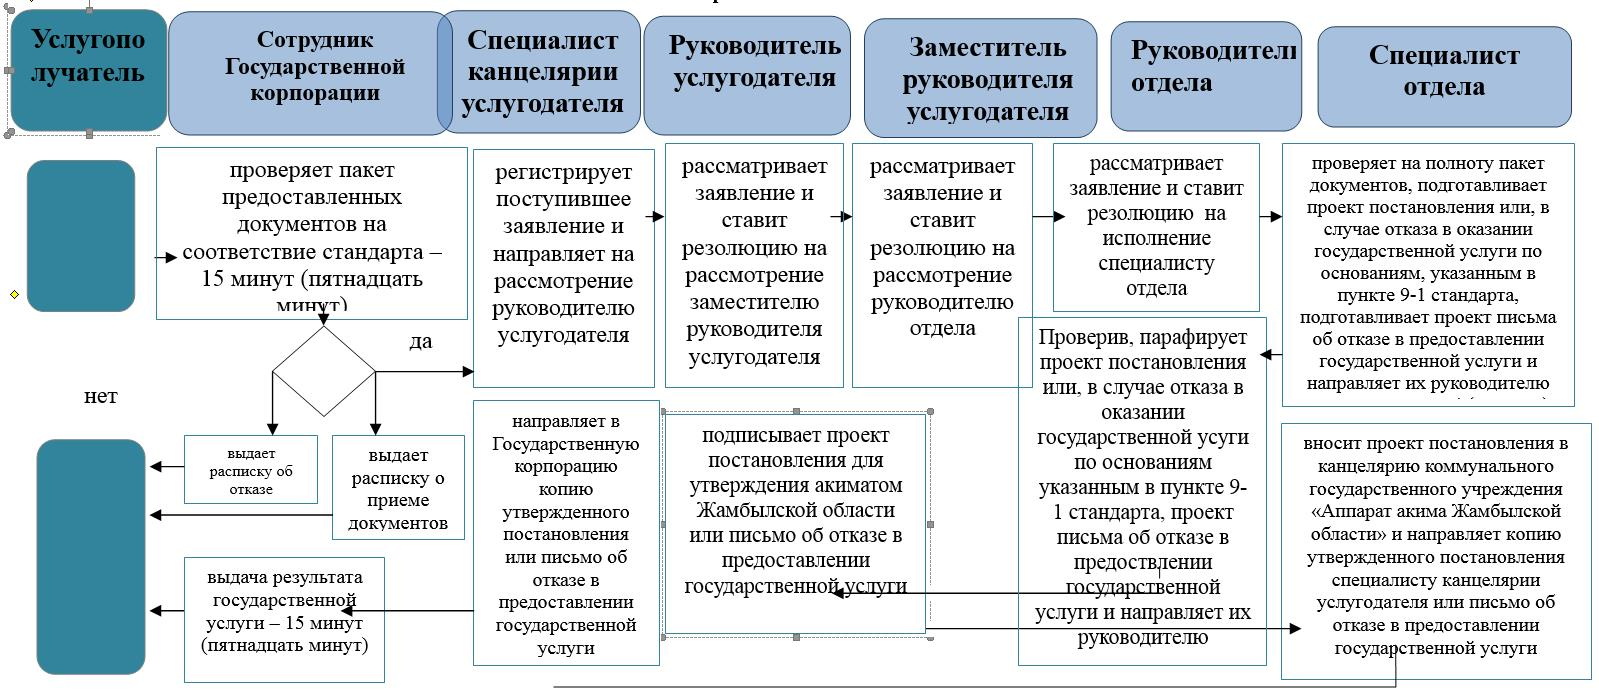 Услугопо
лучатель
Сотрудник
Государственной
корпорации
Специалист
канцелярии
услугодателя
Руководитель
услугодателя
Заместитель
руководителя
услугодателя
Руководитель
отдела
Специалист
отдела
проверяет пакет
предоставленных
документов на
соответствие стандарта –
15 минут (пятнадцать
минут)
регистрирует
поступившее
заявление и
направляет на
рассмотрение
руководителю
услугодателя
рассматривает
заявление и
ставит
резолюцию на
рассмотрение
заместителю
руководителя
услугодателя
рассматривает
заявление и
ставит
резолюцию на
рассмотрение
руководителю
отдела
рассматривает
заявление и ставит
резолюцию на
исполнение
специалисту
отдела
проверяет на полноту пакет
документов, подготавливает
проект постановления или, в
случае отказа в оказании
государственной услуги по
основаниям, указанным в
пункте 9-1 стандарта,
подготавливает проект письма
об отказе в предоставлении
государственной услуги и
направляет их руководителю
да
нет
выдает
расписку об
отказе
выдает
расписку о
приеме
документов
выдача результата
государственной
услуги – 15 минут
(пятнадцать минут)
направляет в
Государственную
корпорацию
копию
утвержденного
постановления
или письмо об
отказе в
предоставлении
государственной
услуги
подписывает проект
постановления для
утверждения акиматом
Жамбылской области
или письмо об отказе в
предоставлении
государственной услуги
Проверив, парафирует
проект постановления
или, в случае отказа в
оказании
государственной усуги
по основаниям
указанным в пункте 9-
1 стандарта, проект
письма об отказе в
предоствлении
государственной
услуги и направляет их
руководителю
вносит проект постановления в
канцелярию коммунального
государственного учреждения
«Аппарат акима Жамбылской
области» и направляет копию
утвержденного постановления
специалисту канцелярии
услугодателя или письмо об
отказе в предоставлении
государственной услуги